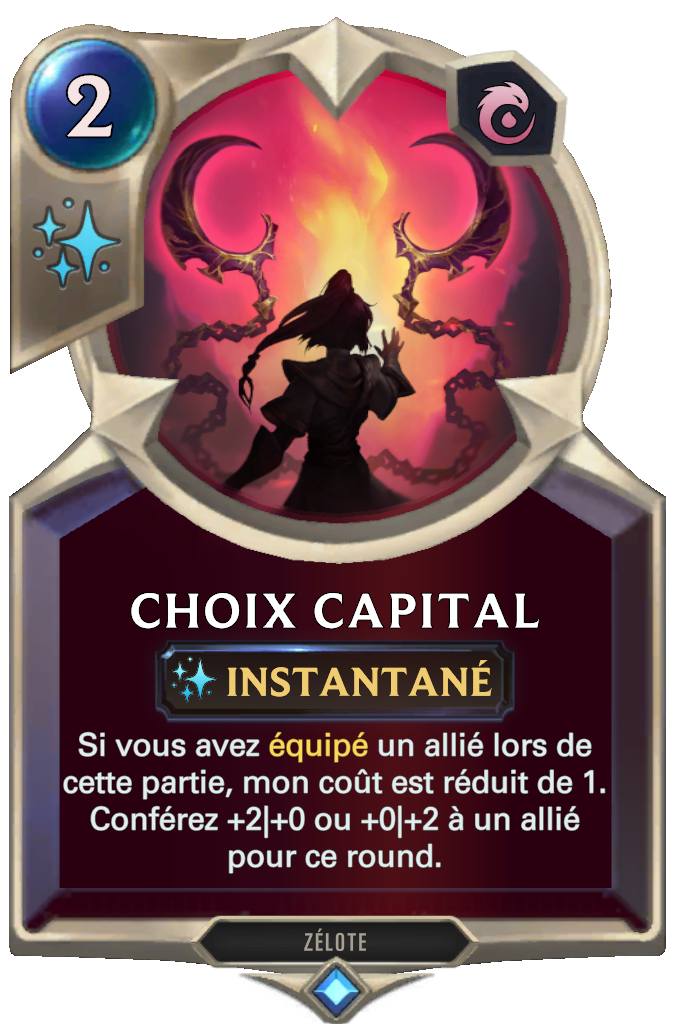 2
CHOIX CAPITAL
INSTANTANÉ
Si vous avez équipé un allié lors de
cette partie, mon coût est réduit de 1.
Conférez +2|+0 ou +0|+2 à un allié
pour ce round.
ZÉLOTE